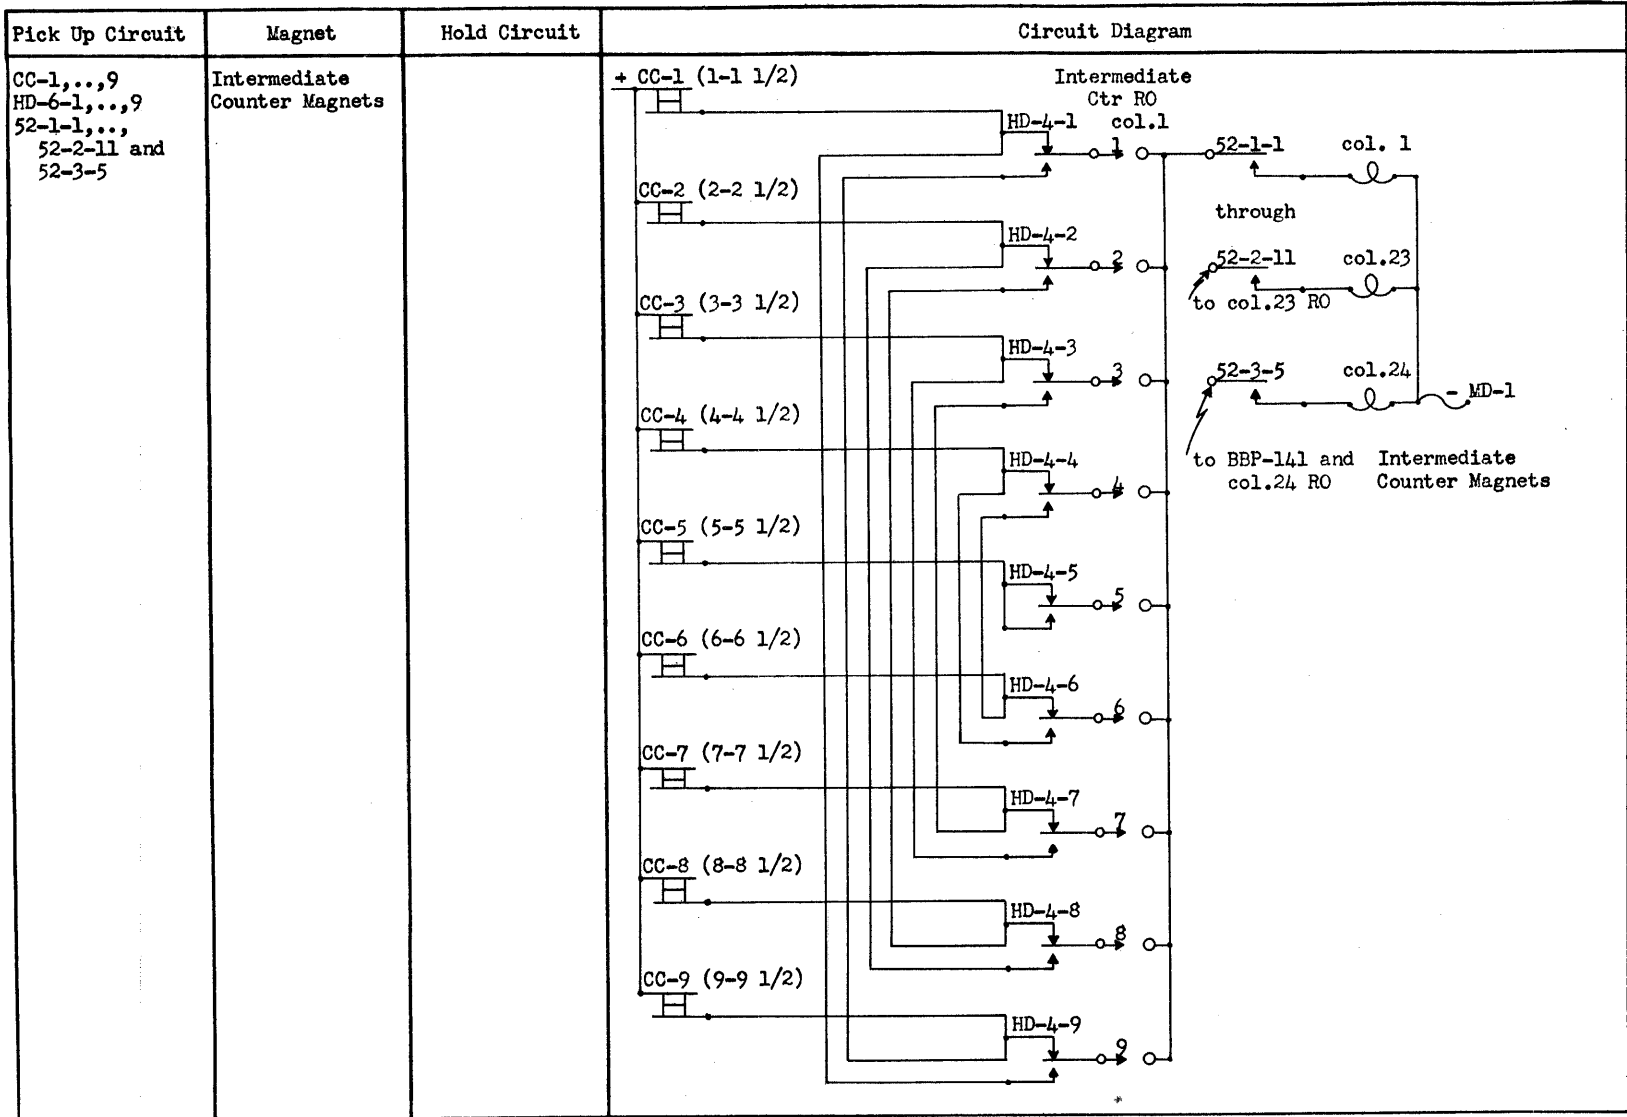 Pick Up Circuit
Magnet
Hold Circuit
Circuit Diagram
CC-1,..,9
HD-6-1,..,9
52-1-1,..,
52-2-11 and
52-3-5
Intermediate
Counter Magnets
+ CC-1 (1-1 1/2)
Intermediate
Ctr RO
col.1
HD-4-1
1
52-1-1
col. 1
CC-2 (2-2 1/2)
through
HD-4-2
2
52-2-11
col.23
to col.23 RO
CC-3 (3-3 1/2)
HD-4-3
3
52-3-5
col.24
- MD-1
CC-4 (4-4 1/2)
HD-4-4
4
to BBP-141 and
col.24 RO
Intermediate
Counter Magnets
CC-5 (5-5 1/2)
HD-4-5
5
CC-6 (6-6 1/2)
HD-4-6
6
CC-7 (7-7 1/2)
HD-4-7
7
CC-8 (8-8 1/2)
HD-4-8
8
CC-9 (9-9 1/2)
HD-4-9
9